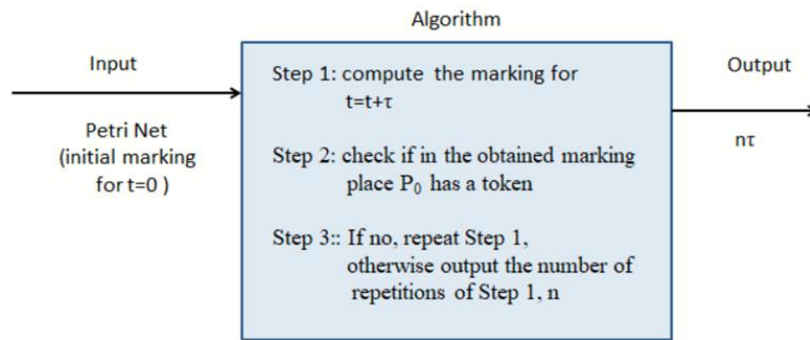 Algorithm
Input
Petri Net
(initial marking
for t=0 )
Step 1: compute the marking for
t=t+τ
Step 2: check if in the obtained marking
place P₀ has a token
Step 3:: If no, repeat Step 1,
otherwise output the number of
repetitions of Step 1, n
Output
nτ